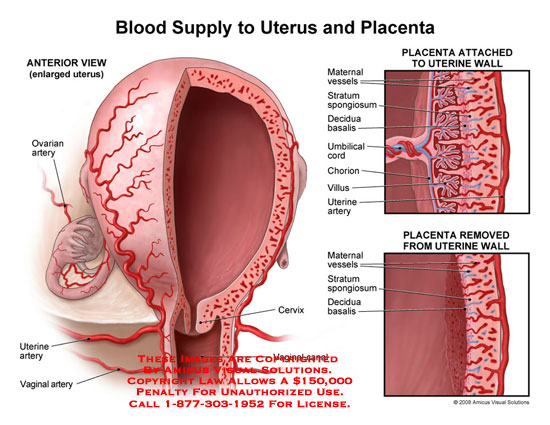 Blood Supply to Uterus and Placenta
ANTERIOR VIEW
(enlarged uterus)
Ovarian
artery
Uterine
artery
Vaginal artery
Cervix
Vaginal canal
PLACENTA ATTACHED
TO UTERINE WALL
Maternal
vessels
Stratum
spongiosum
Decidua
basalis
Umbilical
cord
Chorion
Villus
Uterine
artery
PLACENTA REMOVED
FROM UTERINE WALL
Maternal
vessels
Stratum
spongiosum
Decidua
basalis
These Images Are Copyrighted
By Amicus Visual Solutions.
Copyright Law Allows A $150,000
Penalty For Unauthorized Use.
Call 1-877-303-1952 For License.
© 2008 Amicus Visual Solutions